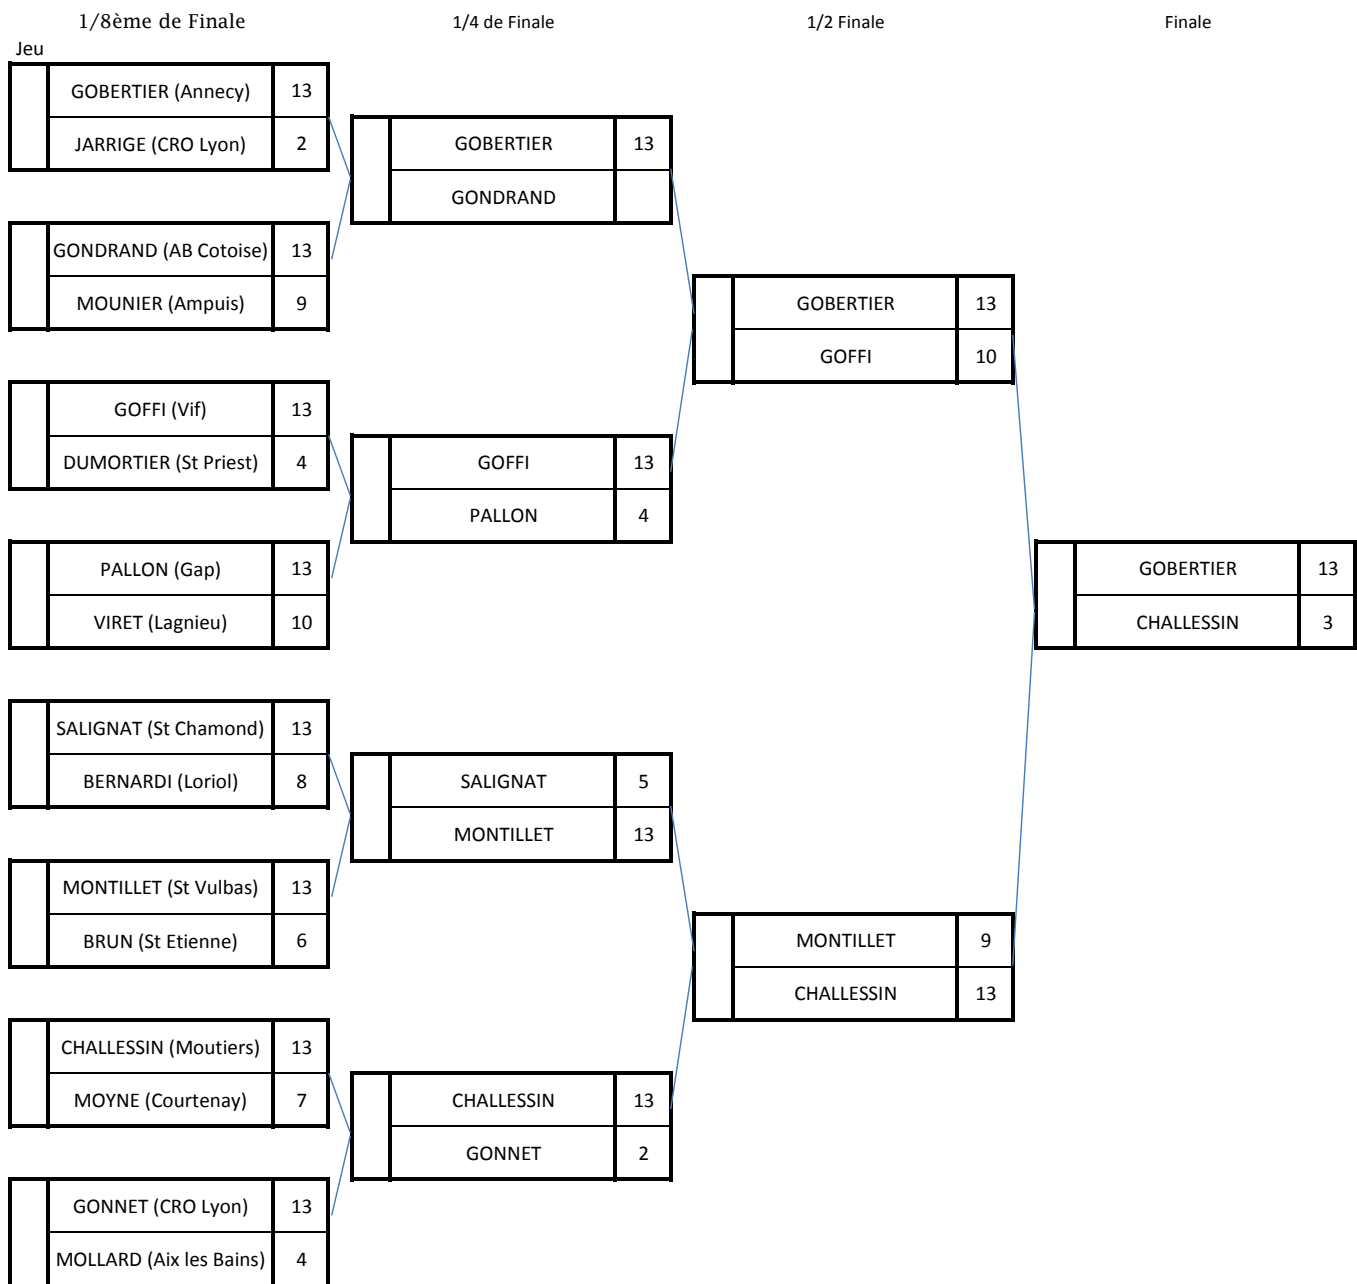 1/8ème de Finale
1/4 de Finale
1/2 Finale
Finale
Jeu
GOBERTIER (Annecy) 13
JARRIGE (CRO Lyon) 2
GONDRAND (AB Cotoise) 13
MOUNIER (Ampuis) 9
GOFFI (Vif) 13
DUMORTIER (St Priest) 4
PALLON (Gap) 13
VIRET (Lagnieu) 10
SALIGNAT (St Chamond) 13
BERNARDI (Loriol) 8
MONTILLET (St Vulbas) 13
BRUN (St Etienne) 6
CHALLESSIN (Moutiers) 13
MOYNE (Courtenay) 7
GONNET (CRO Lyon) 13
MOLLARD (Aix les Bains) 4
GOBERTIER 13
GONDRAND
GOFFI 13
PALLON 4
SALIGNAT 5
MONTILLET 13
CHALLESSIN 13
GONNET 2
GOBERTIER 13
GOFFI 10
MONTILLET 9
CHALLESSIN 13
GOBERTIER 13
CHALLESSIN 3